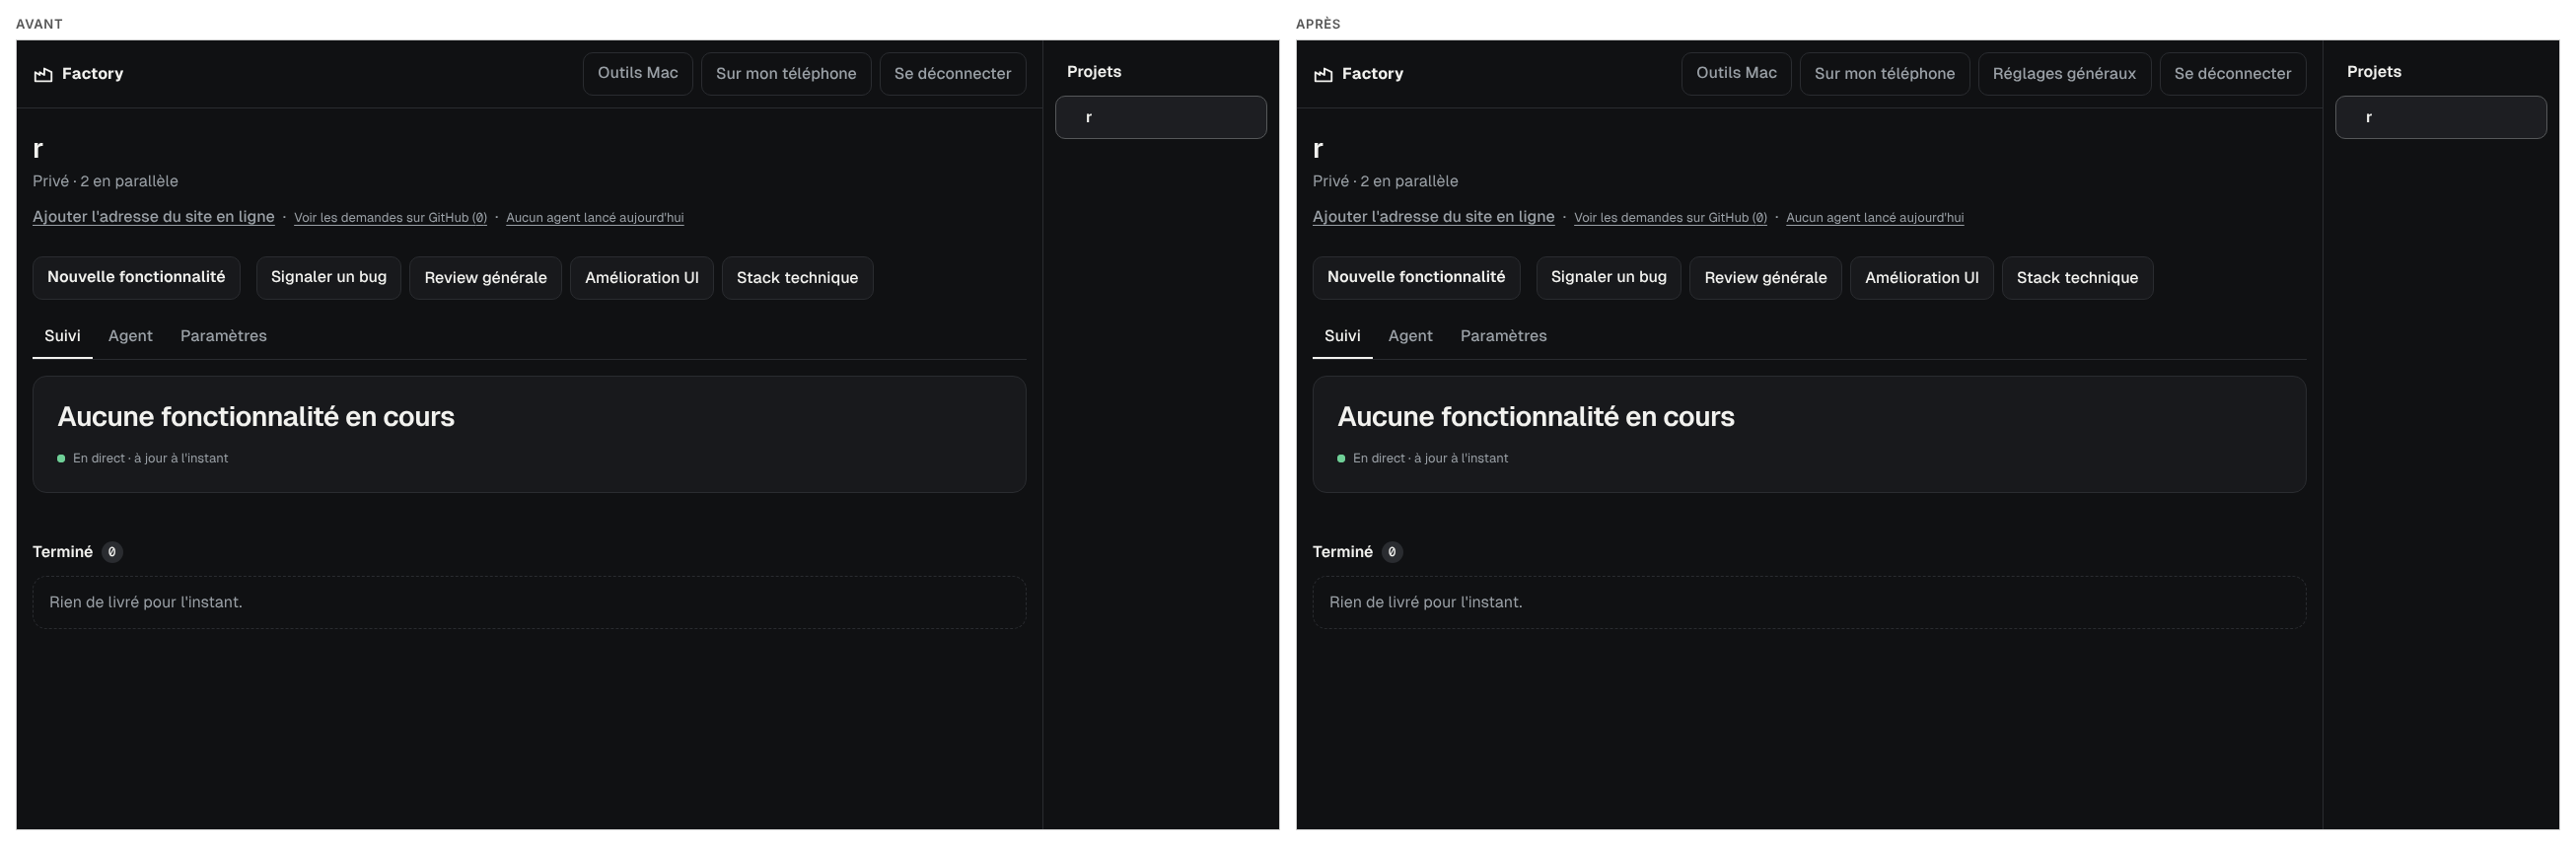 AVANT
Factory
Outils Mac
Sur mon téléphone
Se déconnecter
Projets
r
r
Privé · 2 en parallèle
Ajouter l'adresse du site en ligne · Voir les demandes sur GitHub (0) · Aucun agent lancé aujourd'hui
Nouvelle fonctionnalité
Signaler un bug
Review générale
Amélioration UI
Stack technique
Suivi
Agent
Paramètres
Aucune fonctionnalité en cours
En direct · à jour à l'instant
Terminé 0
Rien de livré pour l'instant.
APRÈS
Factory
Outils Mac
Sur mon téléphone
Réglages généraux
Se déconnecter
Projets
r
r
Privé · 2 en parallèle
Ajouter l'adresse du site en ligne · Voir les demandes sur GitHub (0) · Aucun agent lancé aujourd'hui
Nouvelle fonctionnalité
Signaler un bug
Review générale
Amélioration UI
Stack technique
Suivi
Agent
Paramètres
Aucune fonctionnalité en cours
En direct · à jour à l'instant
Terminé 0
Rien de livré pour l'instant.